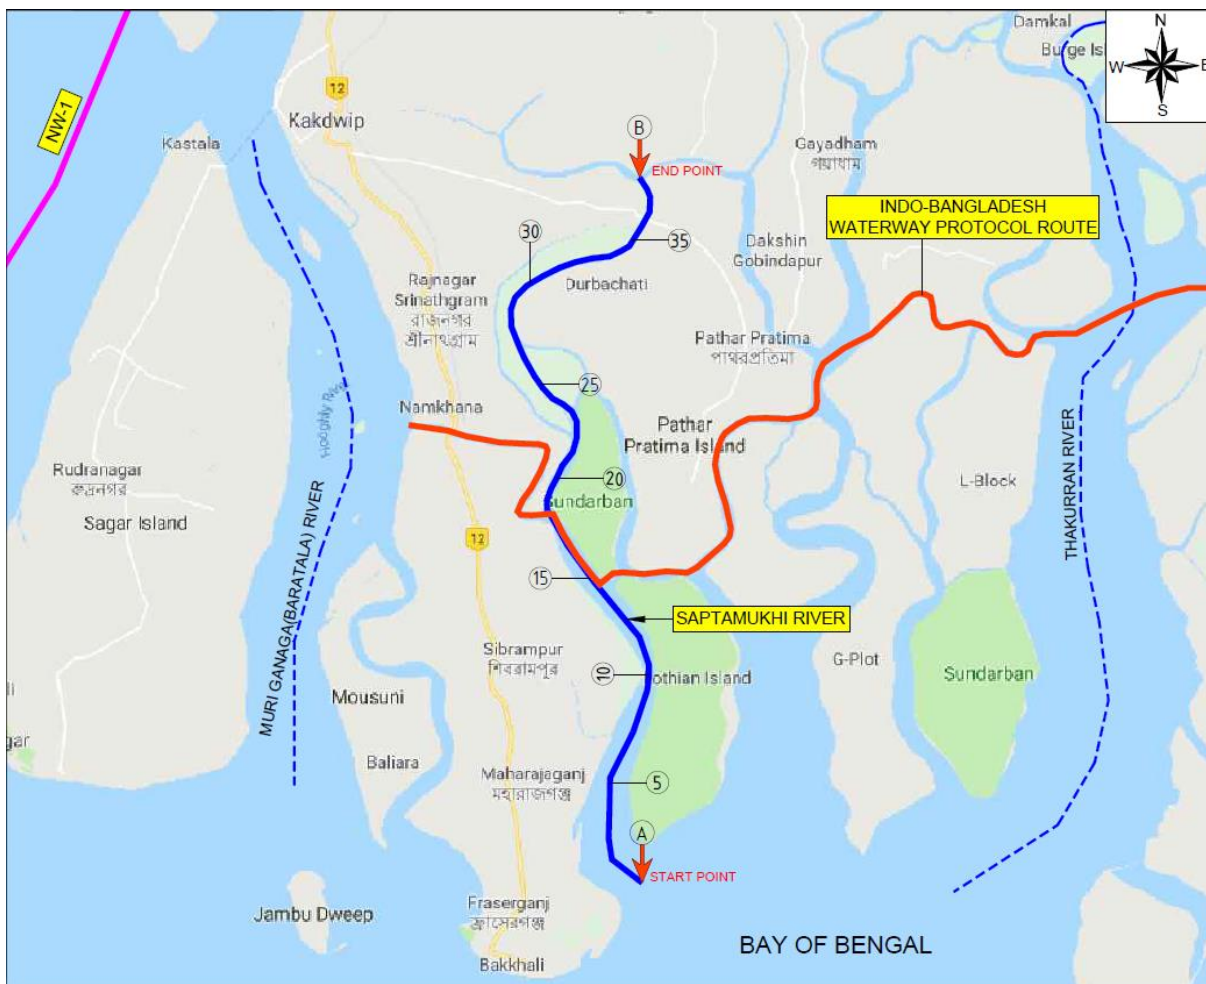 Damkal
N
Burge Is
W
E
S
NW-1
12
Kakdwip
Kastala
B
END POINT
Gayadham
গয়াধাম
INDO-BANGLADESH
WATERWAY PROTOCOL ROUTE
30
35
Dakshin
Gobindapur
Rajnagar
Srinathgram
রাজনগর
শ্রীনাথগ্রাম
Durbachati
Pathar Pratima
পাথরপ্রতিমা
25
Namkhana
Hooghly River
Pathar
Pratima Island
Rudranagar
রুদ্রনগর
20
L-Block
Sundarban
Sagar Island
12
MURI GANAGA(BARATALA) RIVER
THAKURRAN RIVER
15
SAPTAMUKHI RIVER
Sibrampur
শিবরামপুর
G-Plot
10
othian Island
Sundarban
Mousuni
gar
Baliara
Maharajaganj
মহারাজগঞ্জ
5
A
START POINT
Jambu Dweep
Fraserganj
ফ্রাসেরগঞ্জ
BAY OF BENGAL
Bakkhali